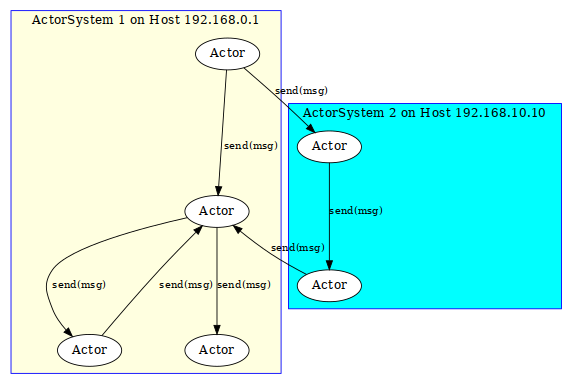 ActorSystem 1 on Host 192.168.0.1
Actor
send(msg)
ActorSystem 2 on Host 192.168.10.10
Actor
send(msg)
Actor
send(msg)
send(msg)
send(msg)
send(msg)
send(msg)
Actor
Actor
Actor